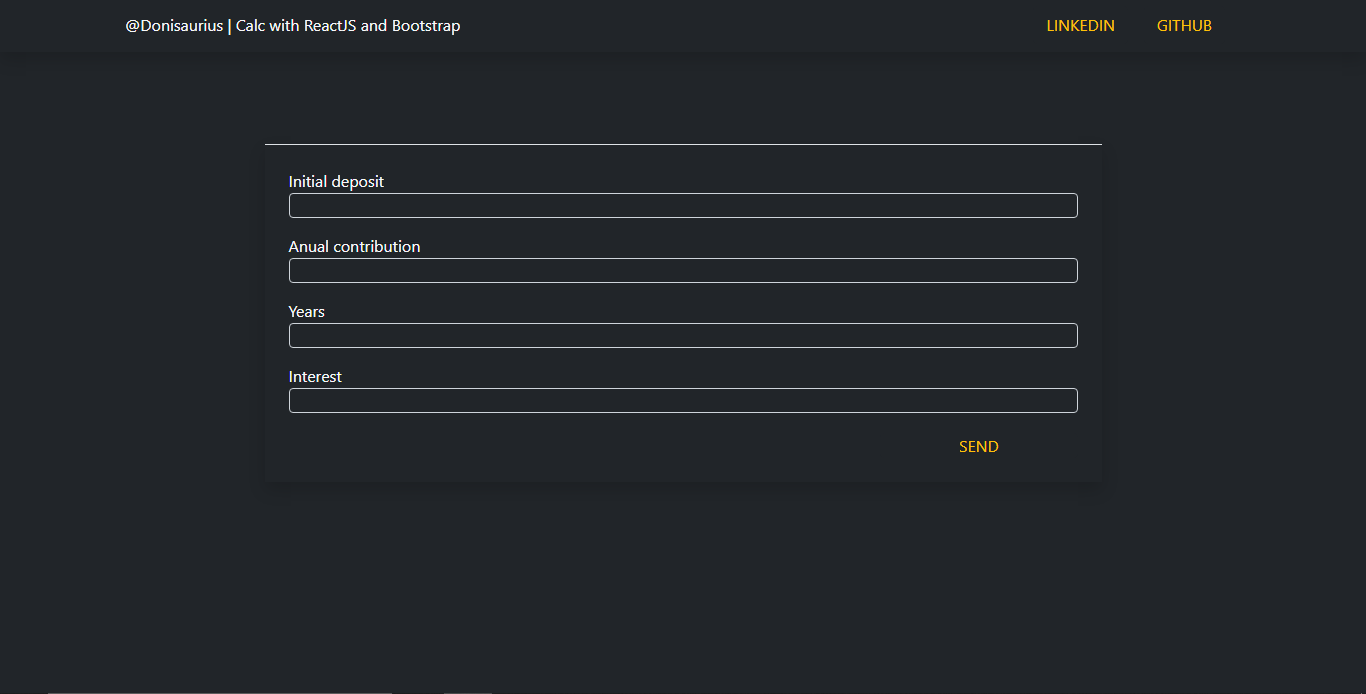 @Donisaurius | Calc with ReactJS and Bootstrap LINKEDIN GITHUB
Initial deposit
Anual contribution
Years
Interest
SEND